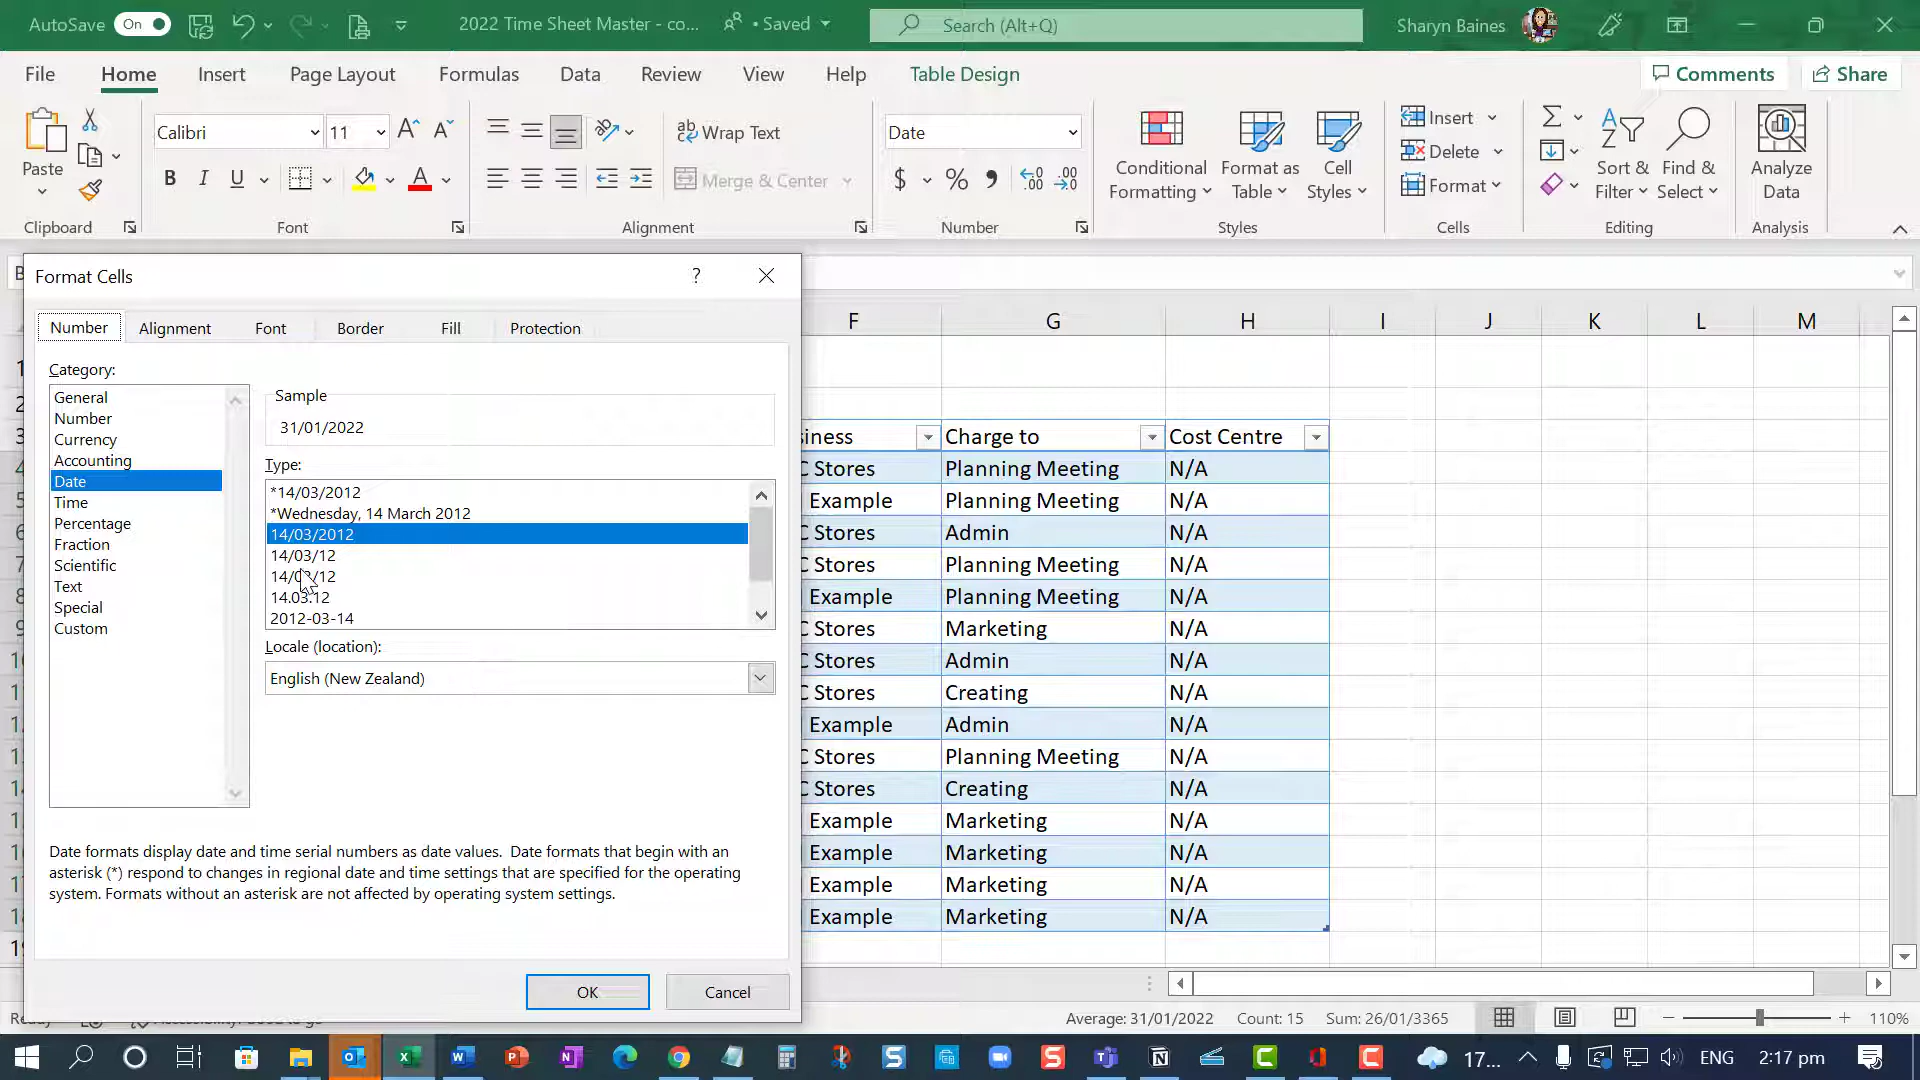 AutoSave On 2022 Time Sheet Master - co... • Saved Search (Alt+Q) Sharyn Baines
File Home Insert Page Layout Formulas Data Review View Help Table Design Comments Share
Paste
Clipboard
Calibri 11
B I U A
Font
ab Wrap Text
Merge & Center
Alignment
Date
$ % 9 .00 .00
Number
Conditional Formatting
Format as Table
Cell Styles
Styles
Insert
Delete
Format
Cells
Sort & Filter
Find & Select
Editing
Analyze Data
Analysis
Format Cells ?
Number Alignment Font Border Fill Protection
Category:
General
Number
Currency
Accounting
Date
Time
Percentage
Fraction
Scientific
Text
Special
Custom
Sample
31/01/2022
Type:
*14/03/2012
*Wednesday, 14 March 2012
14/03/2012
14/03/12
14/03/12
14.03.12
2012-03-14
Locale (location):
English (New Zealand)
Date formats display date and time serial numbers as date values. Date formats that begin with an
asterisk (*) respond to changes in regional date and time settings that are specified for the operating
system. Formats without an asterisk are not affected by operating system settings.
OK Cancel
F G H I J K L M
siness Charge to Cost Centre
C Stores Planning Meeting N/A
Example Planning Meeting N/A
C Stores Admin N/A
C Stores Planning Meeting N/A
Example Planning Meeting N/A
C Stores Marketing N/A
C Stores Admin N/A
C Stores Creating N/A
Example Admin N/A
C Stores Planning Meeting N/A
C Stores Creating N/A
Example Marketing N/A
Example Marketing N/A
Example Marketing N/A
Example Marketing N/A
Average: 31/01/2022 Count: 15 Sum: 26/01/3365 110%
17... ENG 2:17 pm